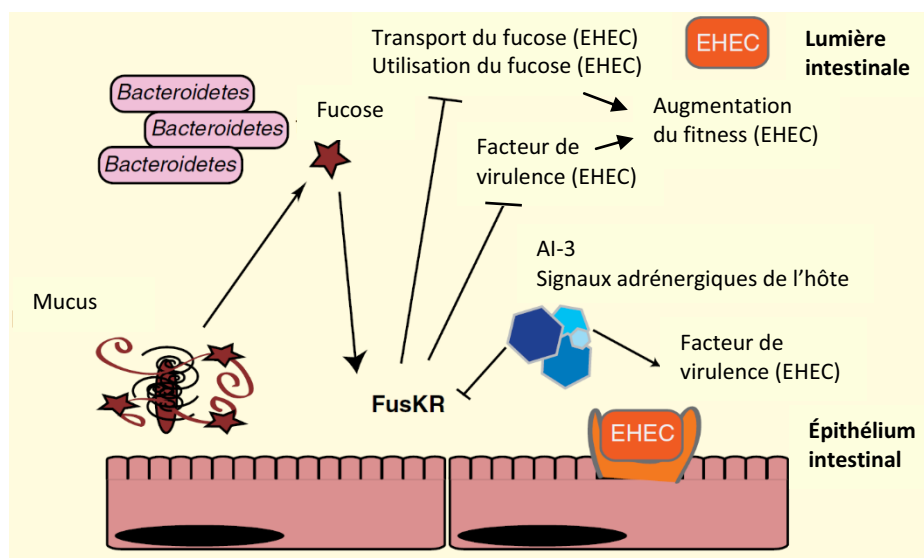 Transport du fucose (EHEC)
Utilisation du fucose (EHEC)
EHEC
Lumière
intestinale
Bacteroidetes
Bacteroidetes
Bacteroidetes
Fucose
Augmentation
du fitness (EHEC)
Facteur de
virulence (EHEC)
AI-3
Signaux adrénergiques de l’hôte
Mucus
Facteur de
virulence (EHEC)
FusKR
EHEC
Épithélium
intestinal